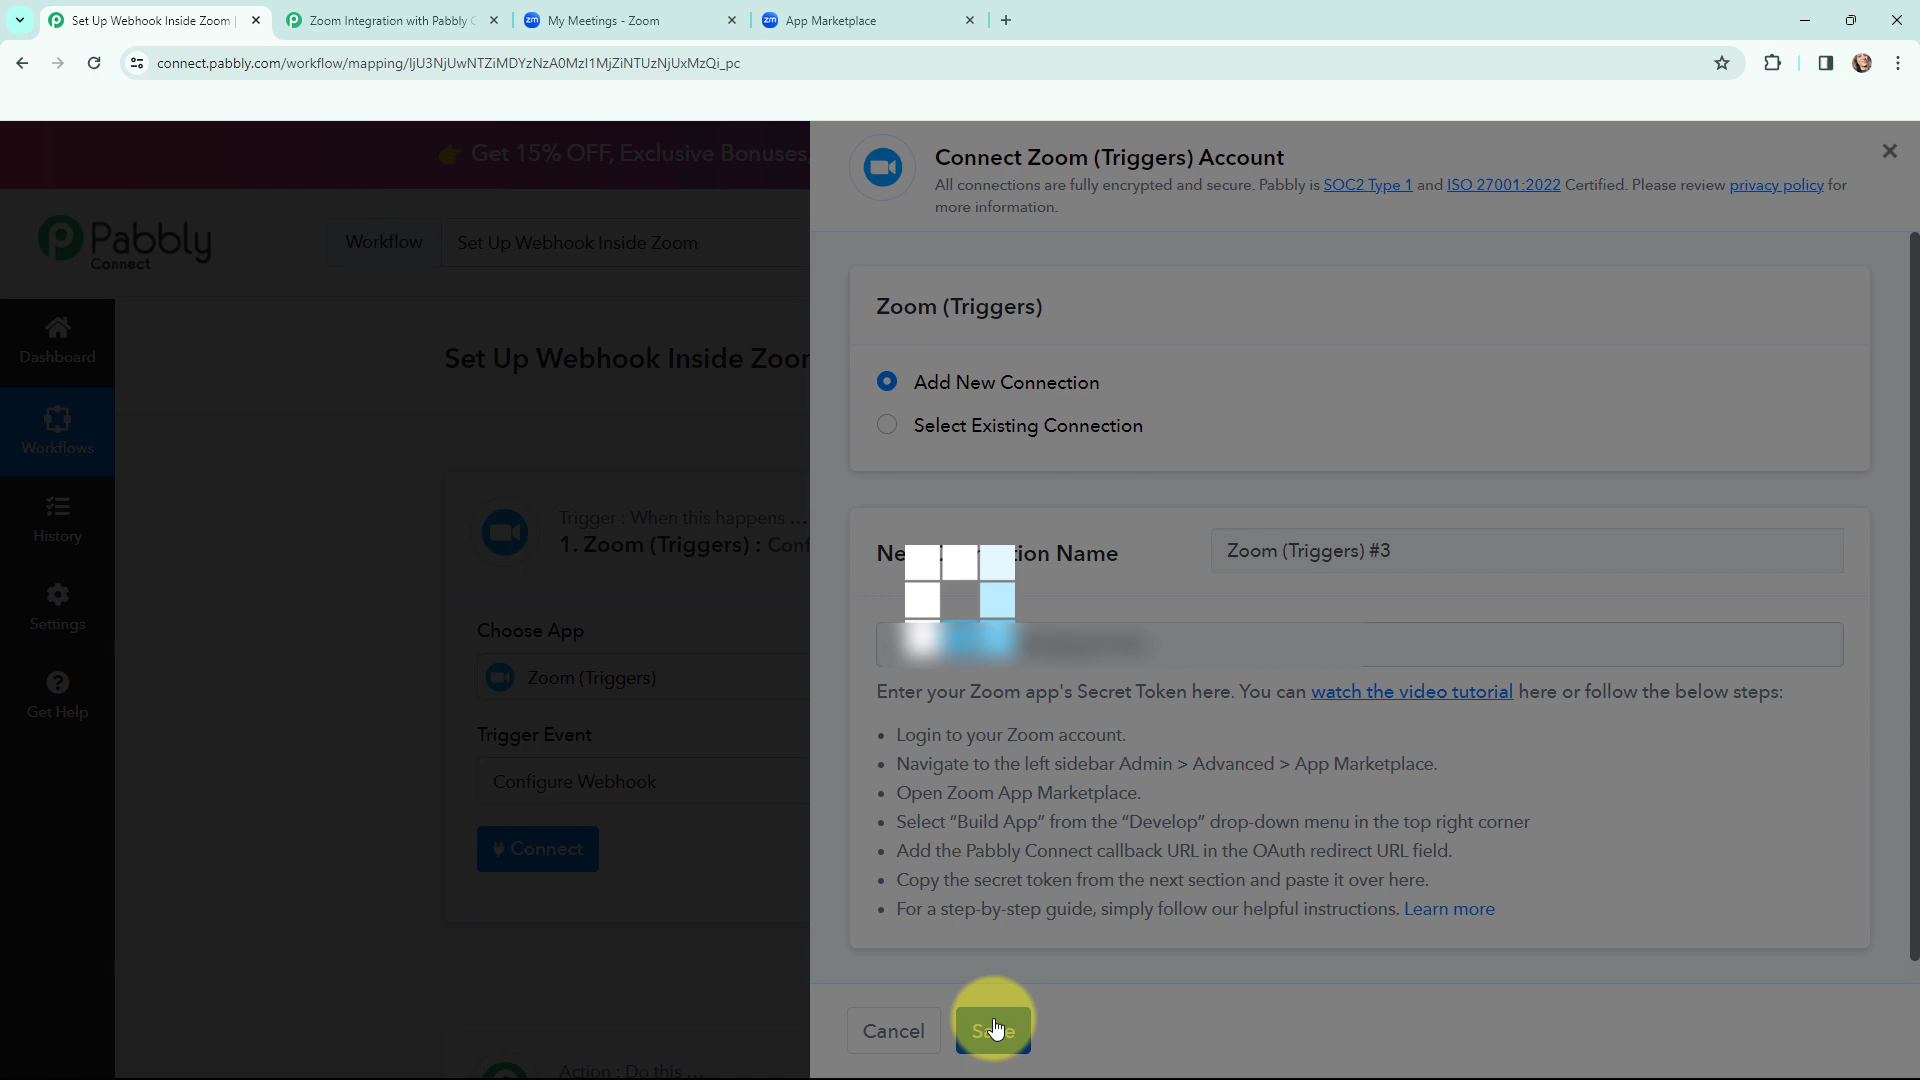 Set Up Webhook Inside Zoom
Zoom Integration with Pabbly
My Meetings - Zoom
App Marketplace
connect.pabbly.com/workflow/mapping/IjU3NjUwNTZiMDYzNzA0MzI1MjZiNTUzNjUxMzQi_pc
Get 15% OFF, Exclusive Bonuses,
Pabbly
Connect
Workflow
Set Up Webhook Inside Zoom
Dashboard
Workflows
History
Settings
Get Help
Set Up Webhook Inside Zoom
Trigger : When this happens ...
1. Zoom (Triggers) : Conf
Choose App
Zoom (Triggers)
Trigger Event
Configure Webhook
Connect
Action : Do this ...
Connect Zoom (Triggers) Account
All connections are fully encrypted and secure. Pabbly is SOC2 Type 1 and ISO 27001:2022 Certified. Please review privacy policy for
more information.
Zoom (Triggers)
Add New Connection
Select Existing Connection
Name
Zoom (Triggers) #3
Enter your Zoom app's Secret Token here. You can watch the video tutorial here or follow the below steps:
• Login to your Zoom account.
• Navigate to the left sidebar Admin > Advanced > App Marketplace.
• Open Zoom App Marketplace.
• Select “Build App” from the “Develop” drop-down menu in the top right corner
• Add the Pabbly Connect callback URL in the OAuth redirect URL field.
• Copy the secret token from the next section and paste it over here.
• For a step-by-step guide, simply follow our helpful instructions. Learn more
Cancel
Save